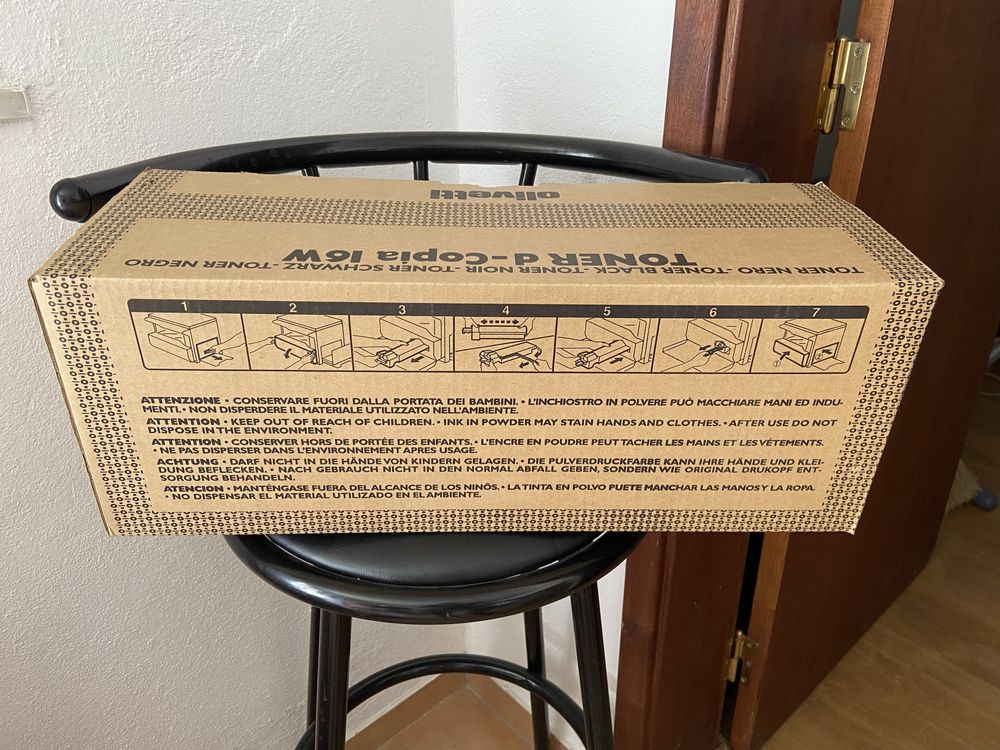 olivetti
TONER d-Copia 16W
TONER NERO - TONER BLACK - TONER NOIR - TONER SCHWARZ - TONER NEGRO
1 2 3 4 5 6 7
ATTENZIONE • CONSERVARE FUORI DALLA PORTATA DEI BAMBINI. • L'INCHIOSTRO IN POLVERE PUÒ MACCHIARE MANI ED INDU-
MENTI. • NON DISPERDERE IL MATERIALE UTILIZZATO NELL'AMBIENTE.
ATTENTION • KEEP OUT OF REACH OF CHILDREN. • INK IN POWDER MAY STAIN HANDS AND CLOTHES. • AFTER USE DO NOT
DISPOSE IN THE ENVIRONMENT.
ATTENTION • CONSERVER HORS DE PORTÉE DES ENFANTS. • L'ENCRE EN POUDRE PEUT TACHER LES MAINS ET LES VÉTEMENTS.
• NE PAS DISPERSER DANS L'ENVIRONNEMENT APRES USAGE.
ACHTUNG • DARF NICHT IN DIE HÄNDE VON KINDERN GELAGEN. • DIE PULVERDRUCKFARBE KANN IHRE HÄNDE UND KLEI-
DUNG BEFLECKEN. • NACH GEBRAUCH NICHT IN DEN NORMAL ABFALL GEBEN, SONDERN WIE ORIGINAL DRUKOPF ENT-
SORGUNG BEHANDELN.
ATENCION • MANTÉNGASE FUERA DEL ALCANCE DE LOS NINÕS. • LA TINTA EN POLVO PUETE MANCHAR LAS MANOS Y LA ROPA.
• NO DISPENSAR EL MATERIAL UTILIZADO EN EL AMBIENTE.